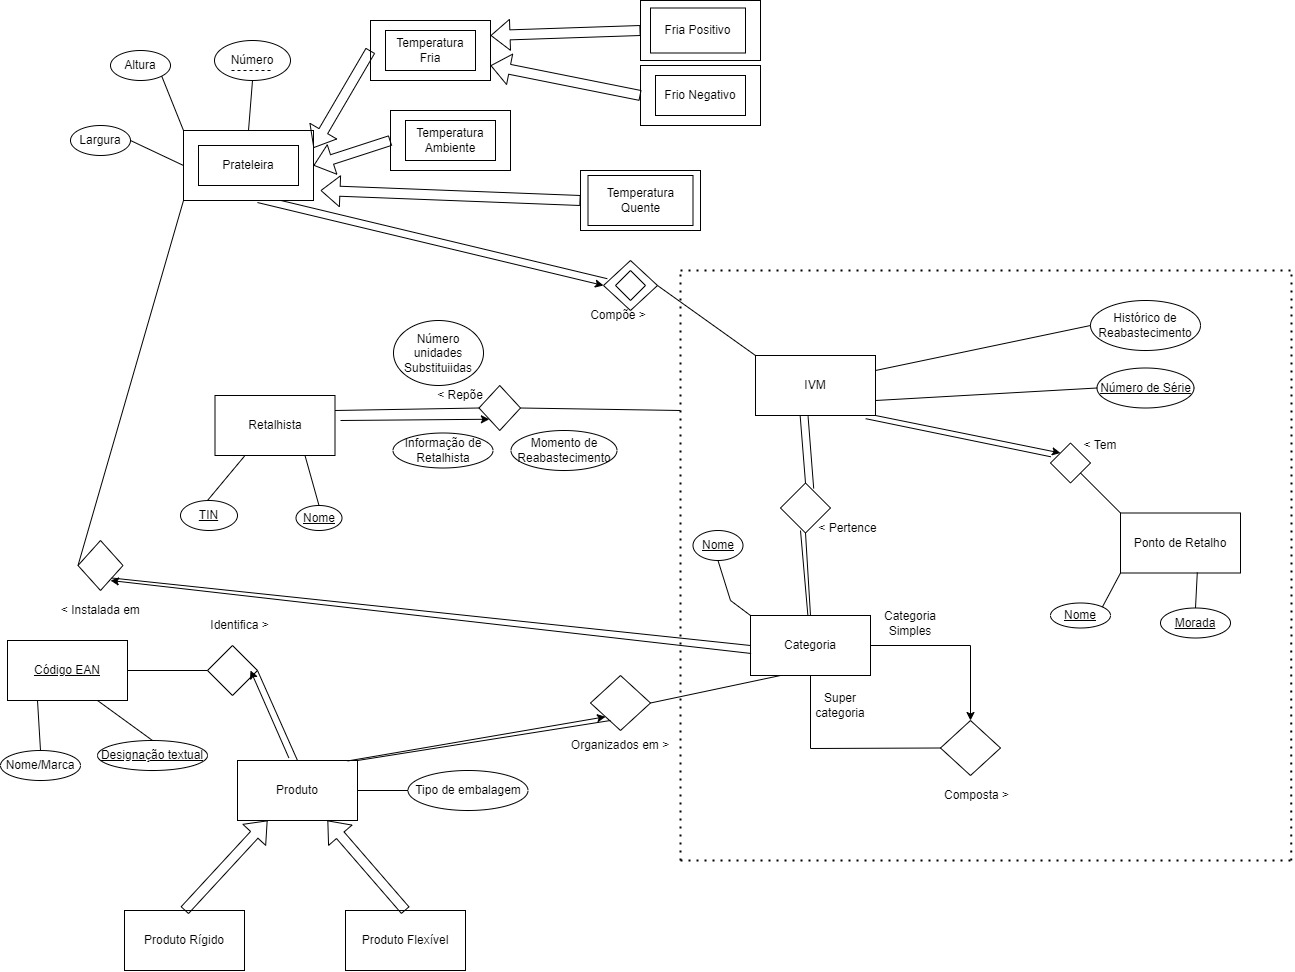 Fria Positivo
Temperatura
Fria
Número
Altura
Frio Negativo
Temperatura
Ambiente
Largura
Prateleira
Temperatura
Quente
Compõe >
Histórico de
Reabastecimento
Número
unidades
Substituiidas
IVM
Número de Série
< Repõe
Retalhista
Informação de
Retalhista
Momento de
Reabastecimento
< Tem
TIN
Nome
< Pertence
Ponto de Retalho
Nome
< Instalada em
Nome
Morada
Identifica >
Categoria
Simples
Categoria
Código EAN
Super
categoria
Organizados em >
Designação textual
Nome/Marca
Produto
Tipo de embalagem
Composta >
Produto Rígido
Produto Flexível